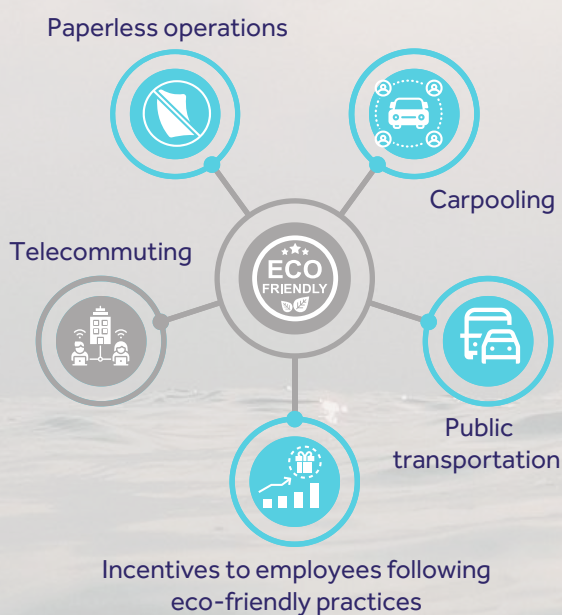 Paperless operations
Carpooling
Telecommuting
ECO
FRIENDLY
Public
transportation
Incentives to employees following
eco-friendly practices